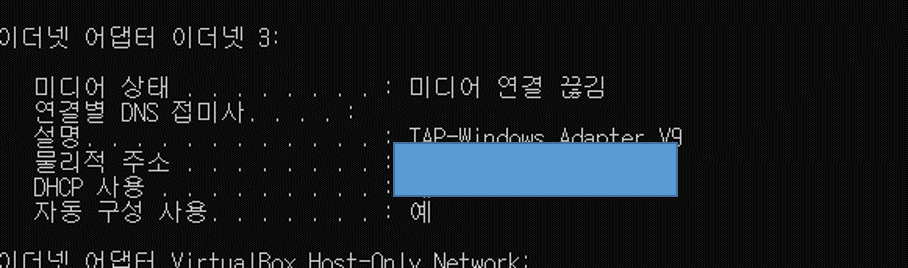 이더넷 어댑터 이더넷 3:
미디어 상태 . . . . . . . . : 미디어 연결 끊김
연결별 DNS 접미사. . . . :
설명. . . . . . . . . . . . : TAP-Windows Adapter V9
물리적 주소 . . . . . . . . :
DHCP 사용 . . . . . . . . . :
자동 구성 사용. . . . . . . : 예
이더넷 어댑터 VirtualBox Host-Only Network: